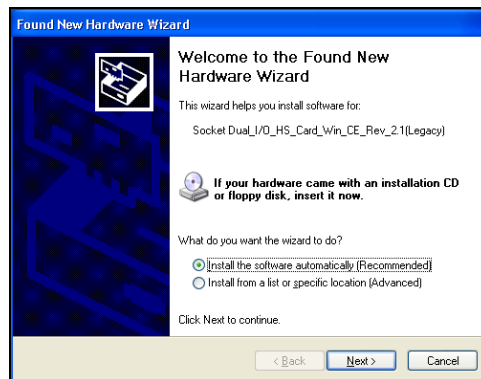 Found New Hardware Wizard
Welcome to the Found New
Hardware Wizard
This wizard helps you install software for:
Socket Dual_I/O_HS_Card_Win_CE_Rev_2.1(Legacy)
If your hardware came with an installation CD
or floppy disk, insert it now.
What do you want the wizard to do?
Install the software automatically (Recommended)
Install from a list or specific location (Advanced)
Click Next to continue.
< Back Next > Cancel